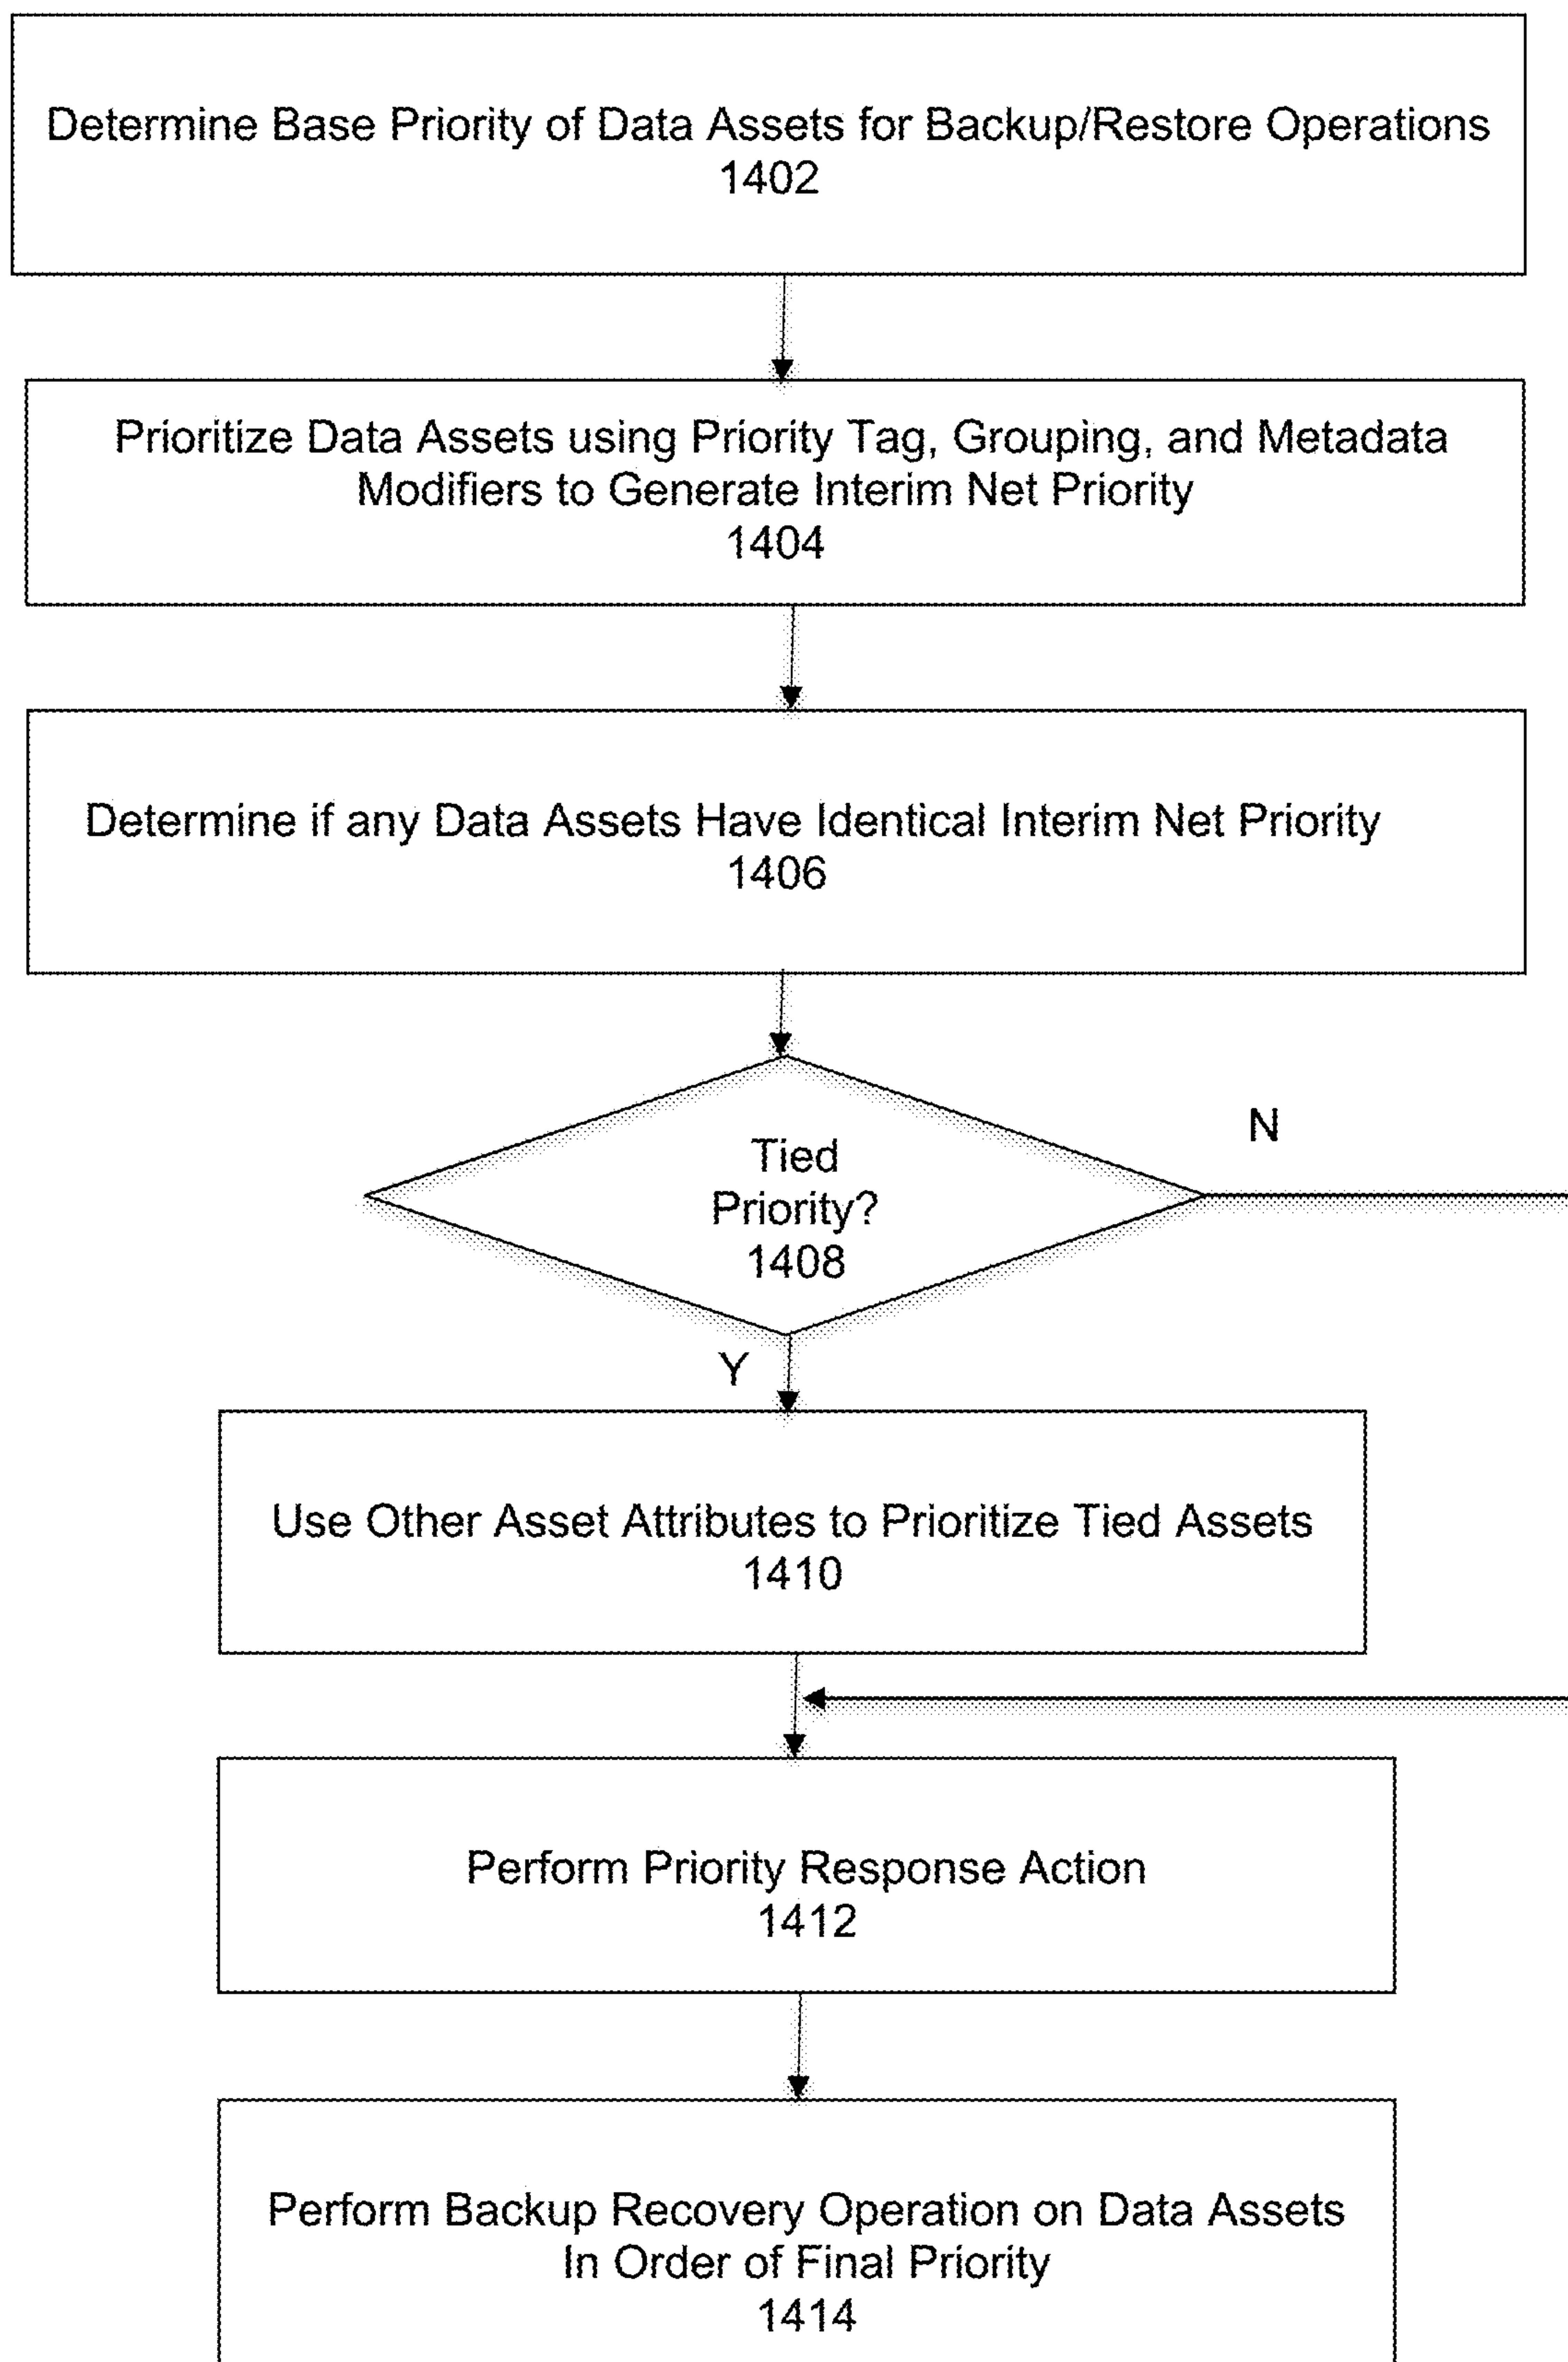 Determine Base Priority of Data Assets for Backup/Restore Operations
1402
Prioritize Data Assets using Priority Tag, Grouping, and Metadata
Modifiers to Generate Interim Net Priority
1404
Determine if any Data Assets Have Identical Interim Net Priority
1406
N
Tied
Priority?
1408
Y
Use Other Asset Attributes to Prioritize Tied Assets
1410
Perform Priority Response Action
1412
Perform Backup Recovery Operation on Data Assets
In Order of Final Priority
1414